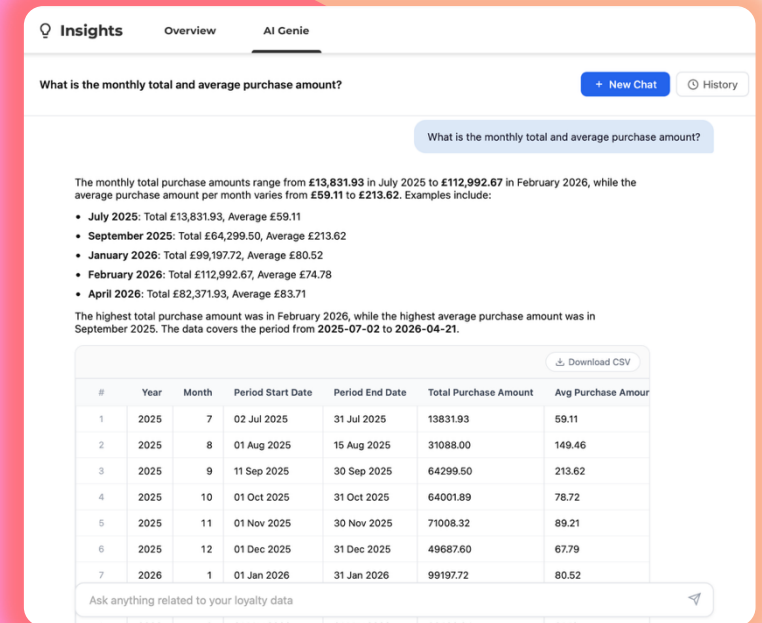 Insights
Overview
AI Genie
What is the monthly total and average purchase amount?
+ New Chat
History
What is the monthly total and average purchase amount?
The monthly total purchase amounts range from £13,831.93 in July 2025 to £112,992.67 in February 2026, while the
average purchase amount per month varies from £59.11 to £213.62. Examples include:
• July 2025: Total £13,831.93, Average £59.11
• September 2025: Total £64,299.50, Average £213.62
• January 2026: Total £99,197.72, Average £80.52
• February 2026: Total £112,992.67, Average £74.78
• April 2026: Total £82,371.93, Average £83.71
The highest total purchase amount was in February 2026, while the highest average purchase amount was in
September 2025. The data covers the period from 2025-07-02 to 2026-04-21.
Download CSV
# Year Month Period Start Date Period End Date Total Purchase Amount Avg Purchase Amour
1 2025 7 02 Jul 2025 31 Jul 2025 13831.93 59.11
2 2025 8 01 Aug 2025 15 Aug 2025 31088.00 149.46
3 2025 9 11 Sep 2025 30 Sep 2025 64299.50 213.62
4 2025 10 01 Oct 2025 31 Oct 2025 64001.89 78.72
5 2025 11 01 Nov 2025 30 Nov 2025 71008.32 89.21
6 2025 12 01 Dec 2025 31 Dec 2025 49687.60 67.79
7 2026 1 01 Jan 2026 31 Jan 2026 99197.72 80.52
Ask anything related to your loyalty data